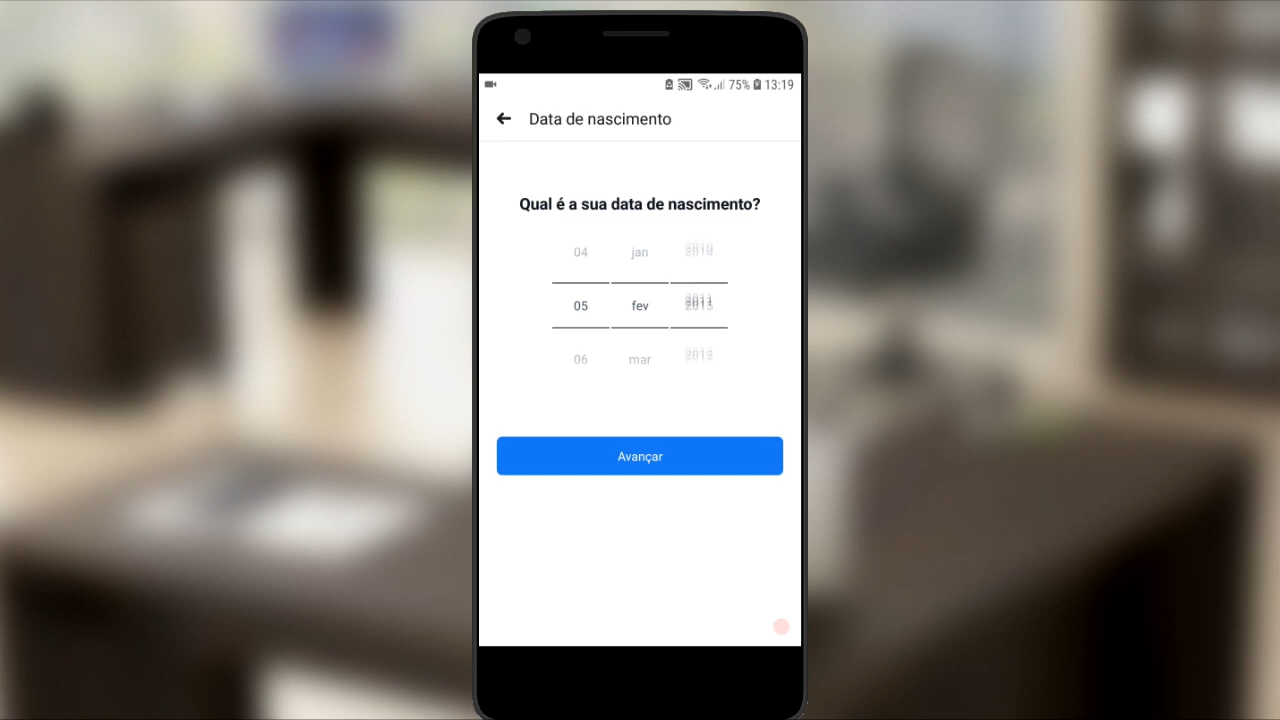 75% 13:19
Data de nascimento
Qual é a sua data de nascimento?
04 jan
05 fev
06 mar
Avançar